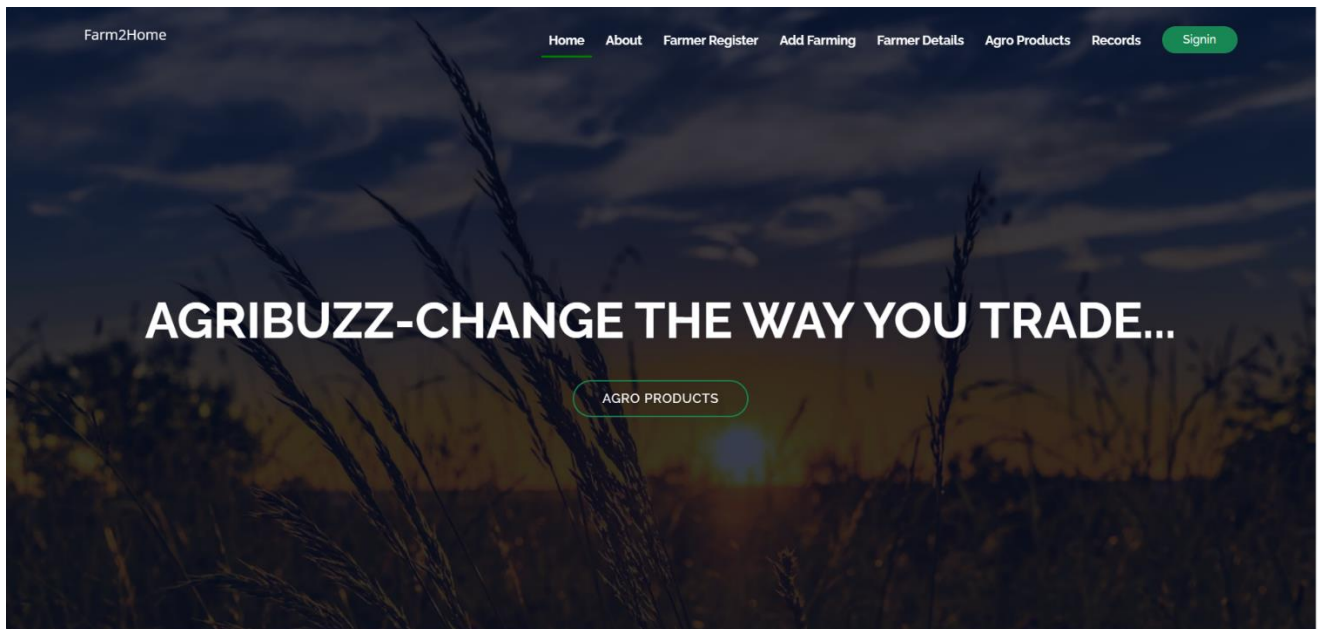 Farm2Home
Home About Farmer Register Add Farming Farmer Details Agro Products Records Signin
AGRIBUZZ-CHANGE THE WAY YOU TRADE...
AGRO PRODUCTS